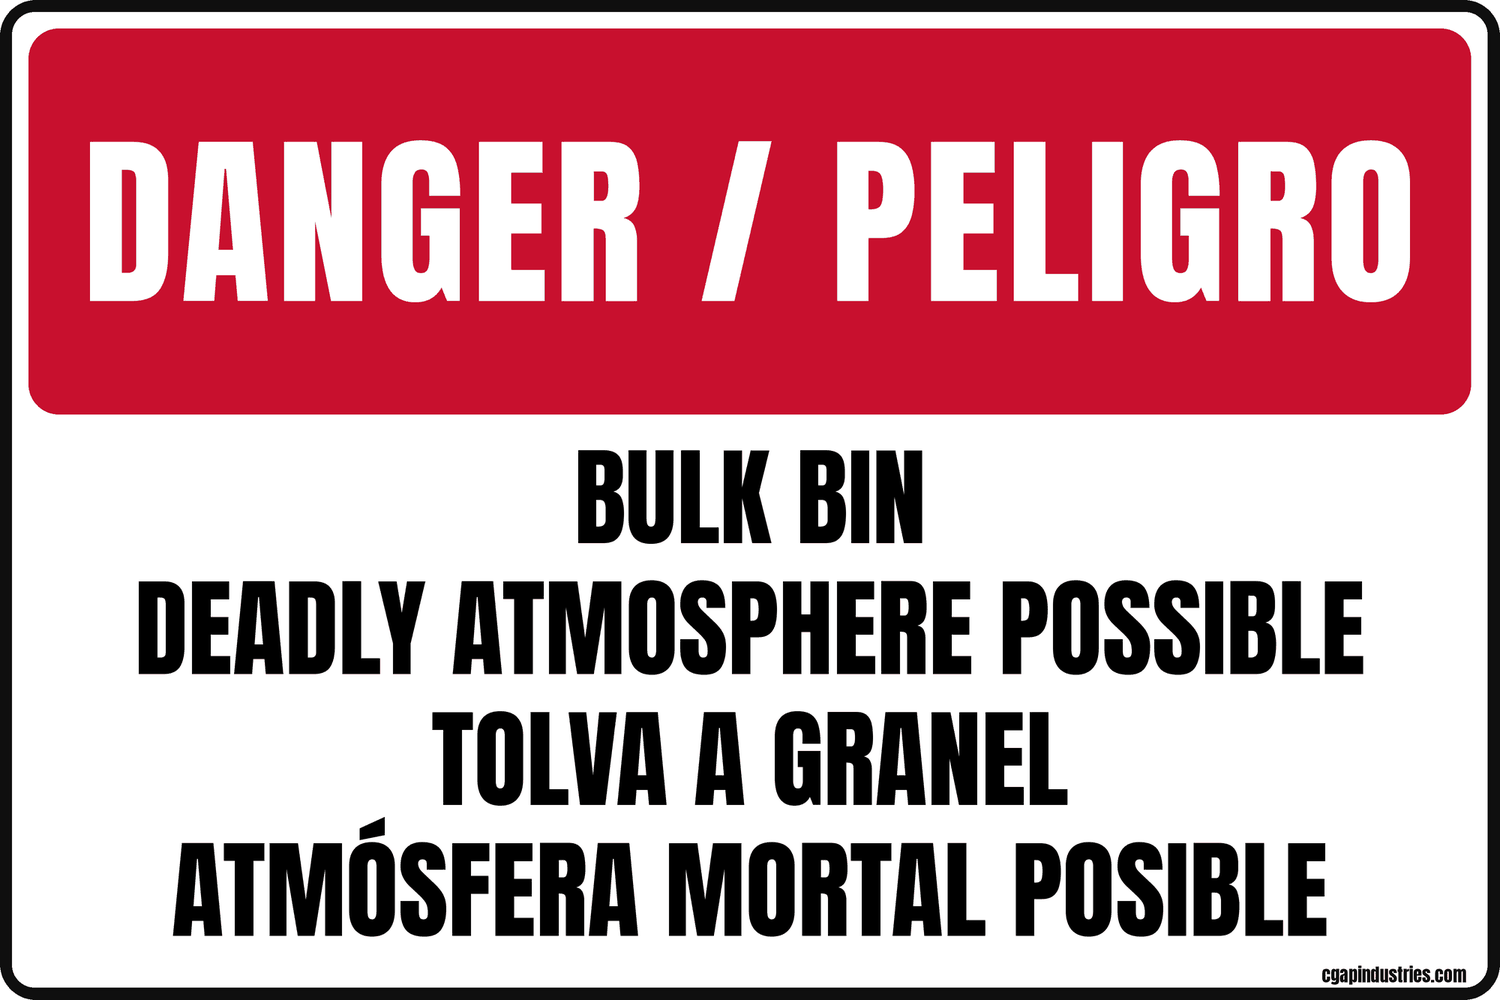 DANGER / PELIGRO
BULK BIN
DEADLY ATMOSPHERE POSSIBLE
TOLVA A GRANEL
ATMÓSFERA MORTAL POSIBLE
cgapindustries.com